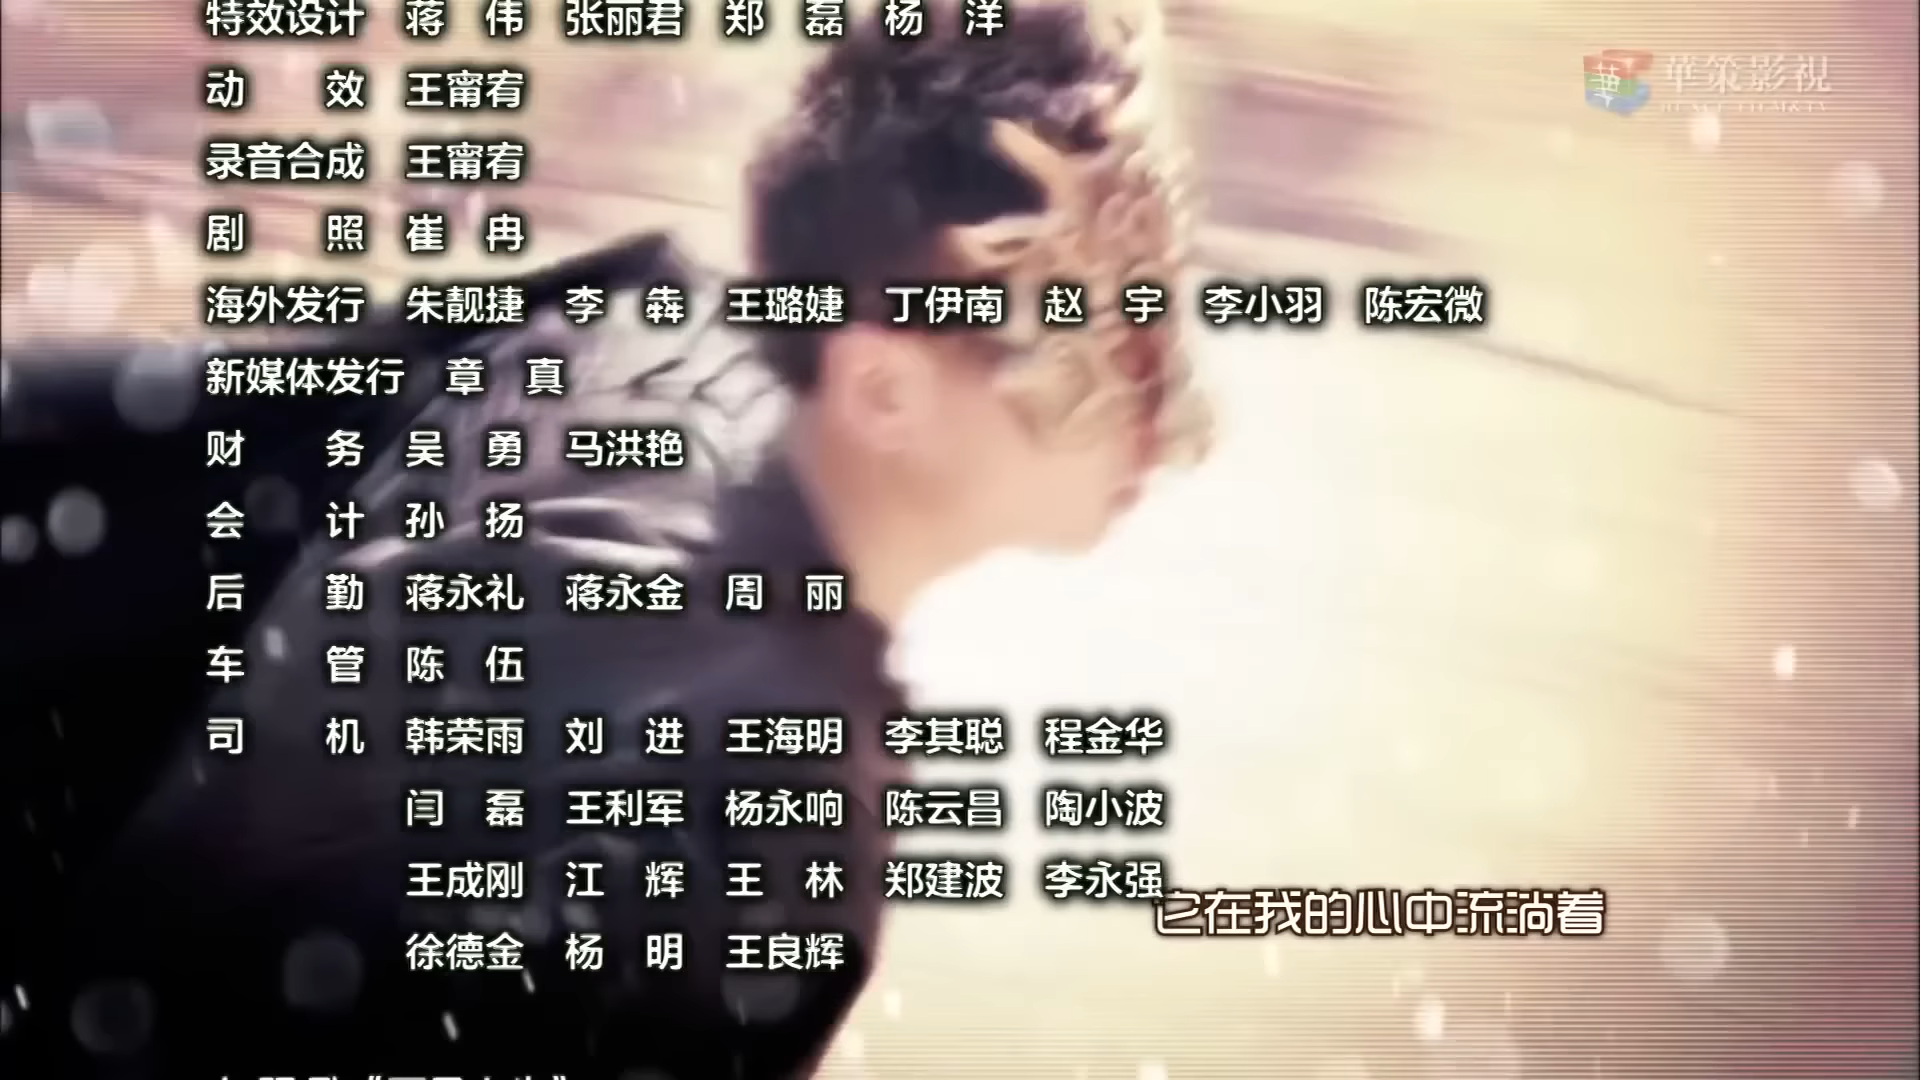 特效设计 蒋 伟 张丽君 郑 磊 杨 洋
華策影視
动 效 王甯宥
录音合成 王甯宥
剧 照 崔 冉
海外发行 朱靓捷 李 犇 王璐婕 丁伊南 赵 宇 李小羽 陈宏微
新媒体发行 章 真
财 务 吴 勇 马洪艳
会 计 孙 扬
后 勤 蒋永礼 蒋永金 周 丽
车 管 陈 伍
司 机 韩荣雨 刘 进 王海明 李其聪 程金华
闫 磊 王利军 杨永响 陈云昌 陶小波
王成刚 江 辉 王 林 郑建波 李永强
它在我的心中流淌着
徐德金 杨 明 王良辉